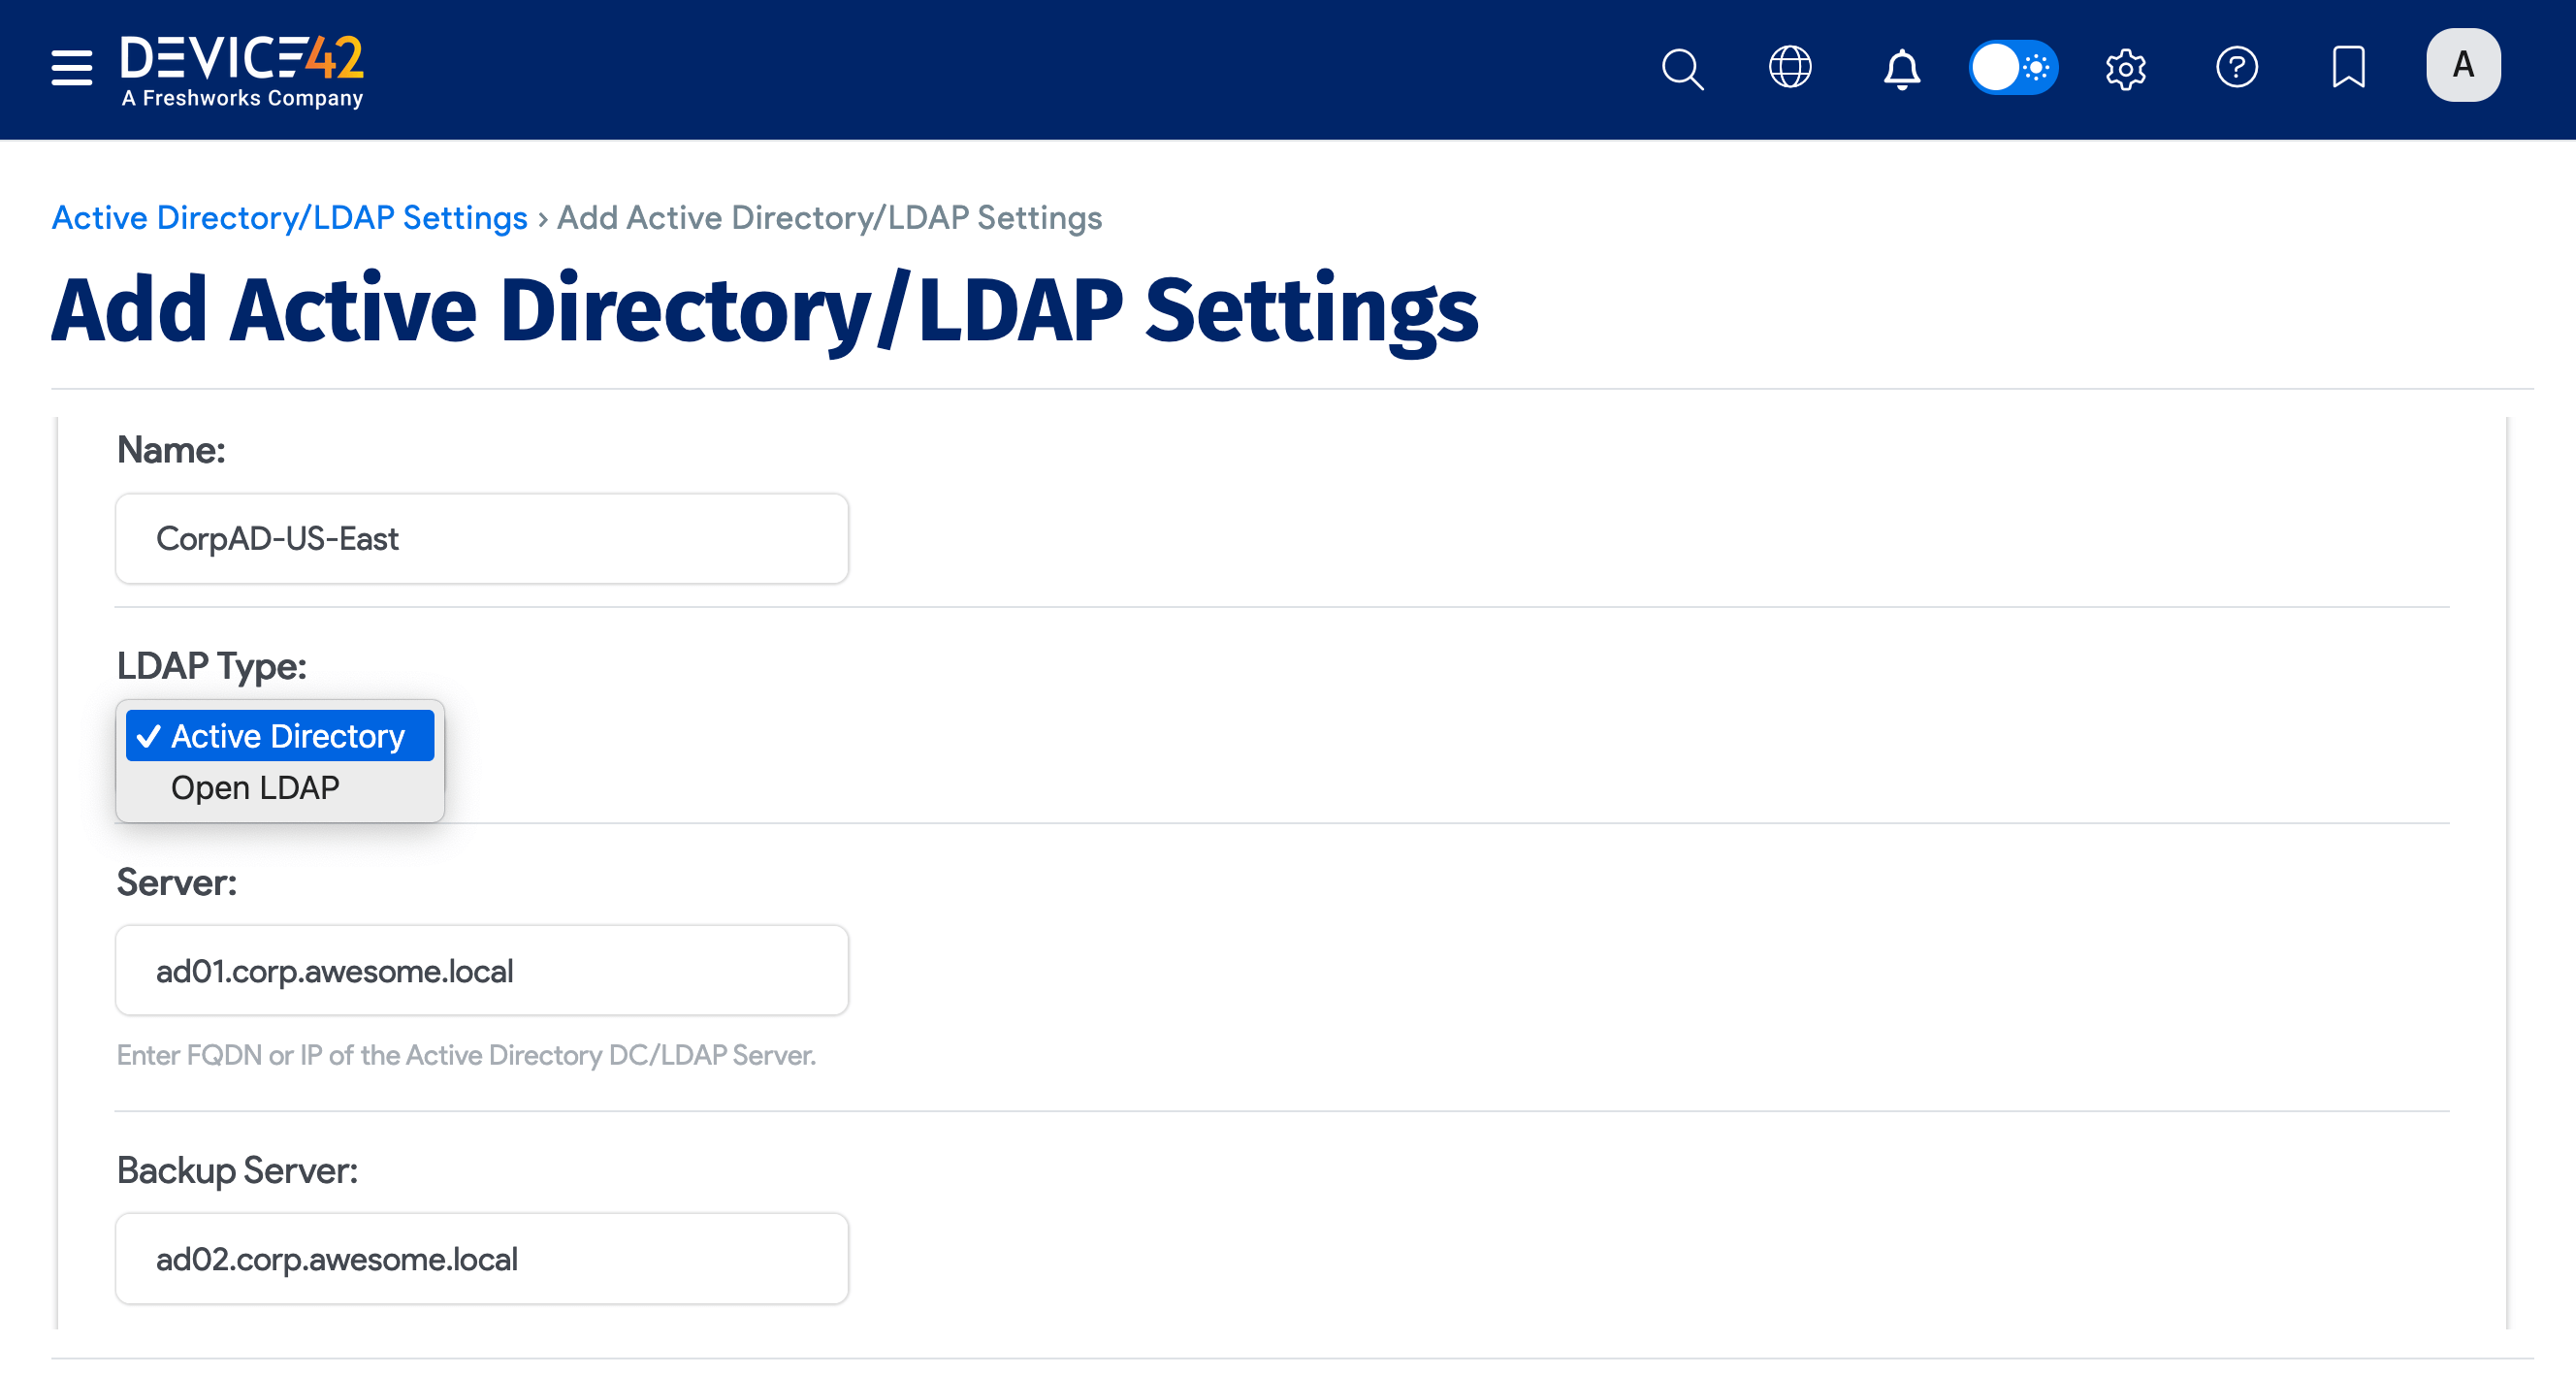 DEVICE42
A Freshworks Company
A
Active Directory/LDAP Settings › Add Active Directory/LDAP Settings
Add Active Directory/LDAP Settings
Name:
CorpAD-US-East
LDAP Type:
✓ Active Directory
Open LDAP
Server:
ad01.corp.awesome.local
Enter FQDN or IP of the Active Directory DC/LDAP Server.
Backup Server:
ad02.corp.awesome.local